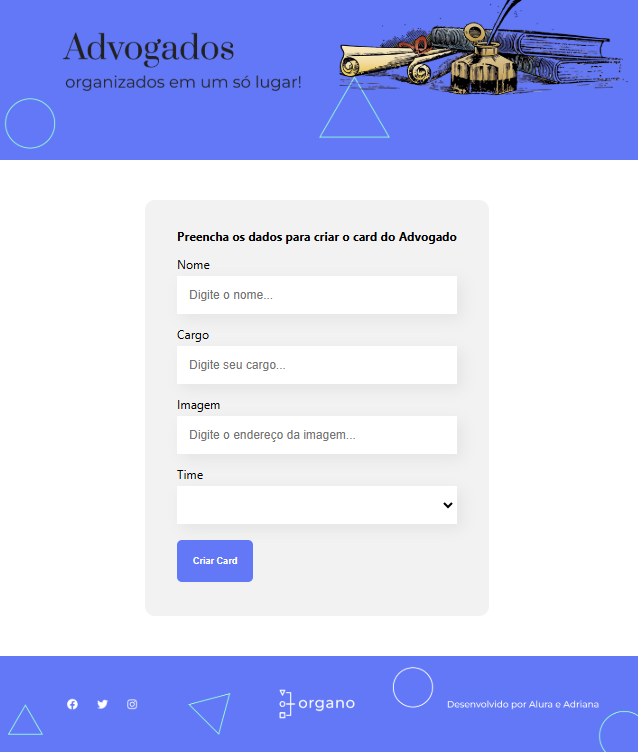 Advogados
organizados em um só lugar!
Preencha os dados para criar o card do Advogado
Nome
Digite o nome...
Cargo
Digite seu cargo...
Imagem
Digite o endereço da imagem...
Time
Criar Card
organo
Desenvolvido por Alura e Adriana